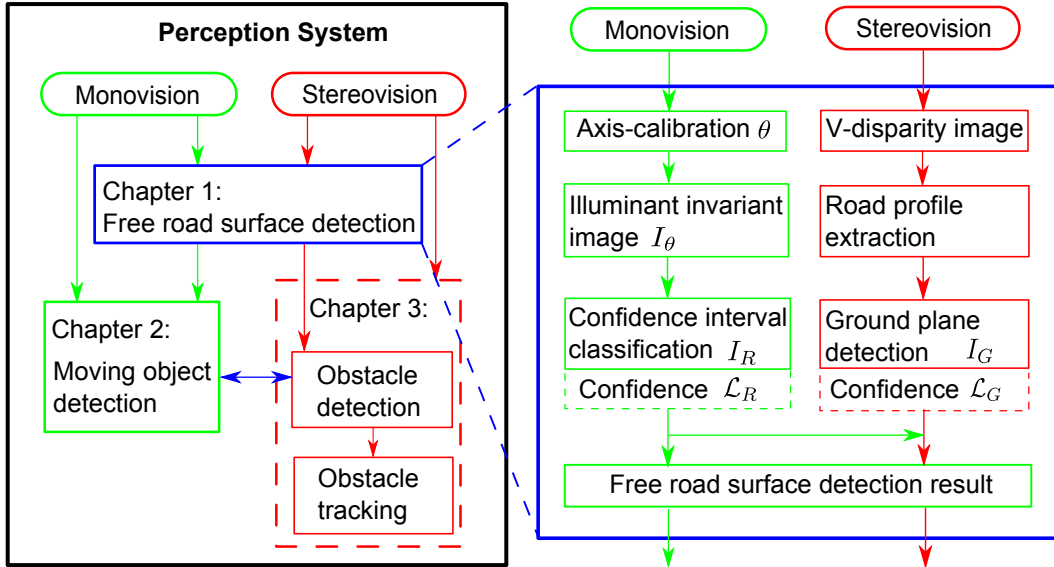 Perception System
Monovision
Stereovision
Chapter 1:
Free road surface detection
Chapter 2:
Moving object
detection
Chapter 3:
Obstacle
detection
Obstacle
tracking
Monovision
Stereovision
Axis-calibration θ
V-disparity image
Illuminant invariant
image I_θ
Road profile
extraction
Confidence interval
classification I_R
Confidence ℒ_R
Ground plane
detection I_G
Confidence ℒ_G
Free road surface detection result